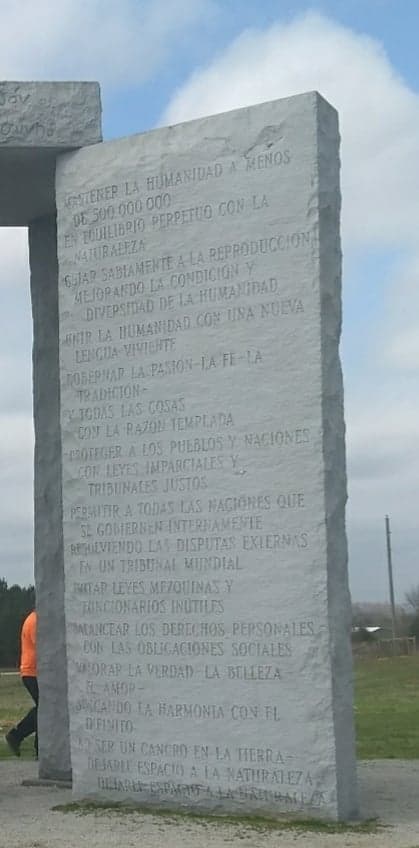 MANTENER LA HUMANIDAD A MENOS
DE 500 000 000
EN EQUILIBRIO PERPETUO CON LA
NATURALEZA
GUIAR SABIAMENTE A LA REPRODUCCION
MEJORANDO LA CONDICION Y
DIVERSIDAD DE LA HUMANIDAD
UNIR LA HUMANIDAD CON UNA NUEVA
LENGUA VIVIENTE
GOBERNAR LA PASION-LA FE-LA
TRADICION-
Y TODAS LAS COSAS
CON LA RAZON TEMPLADA
PROTEGER A LOS PUEBLOS Y NACIONES
CON LEYES IMPARCIALES Y
TRIBUNALES JUSTOS
PERMITIR A TODAS LAS NACIONES QUE
SE GOBIERNEN INTERNAMENTE
RESOLVIENDO LAS DISPUTAS EXTERNAS
EN UN TRIBUNAL MUNDIAL
EVITAR LEYES MEZQUINAS Y
FUNCIONARIOS INUTILES
BALANCEAR LOS DERECHOS PERSONALES-
CON LAS OBLIGACIONES SOCIALES
VALORAR LA VERDAD-LA BELLEZA
EL AMOR-
BUSCANDO LA HARMONIA CON EL
INFINITO
NO SER UN CANCRO EN LA TIERRA-
DEJARLE ESPACIO A LA NATURALEZA
DEJARLE ESPACIO A LA NATURALEZA